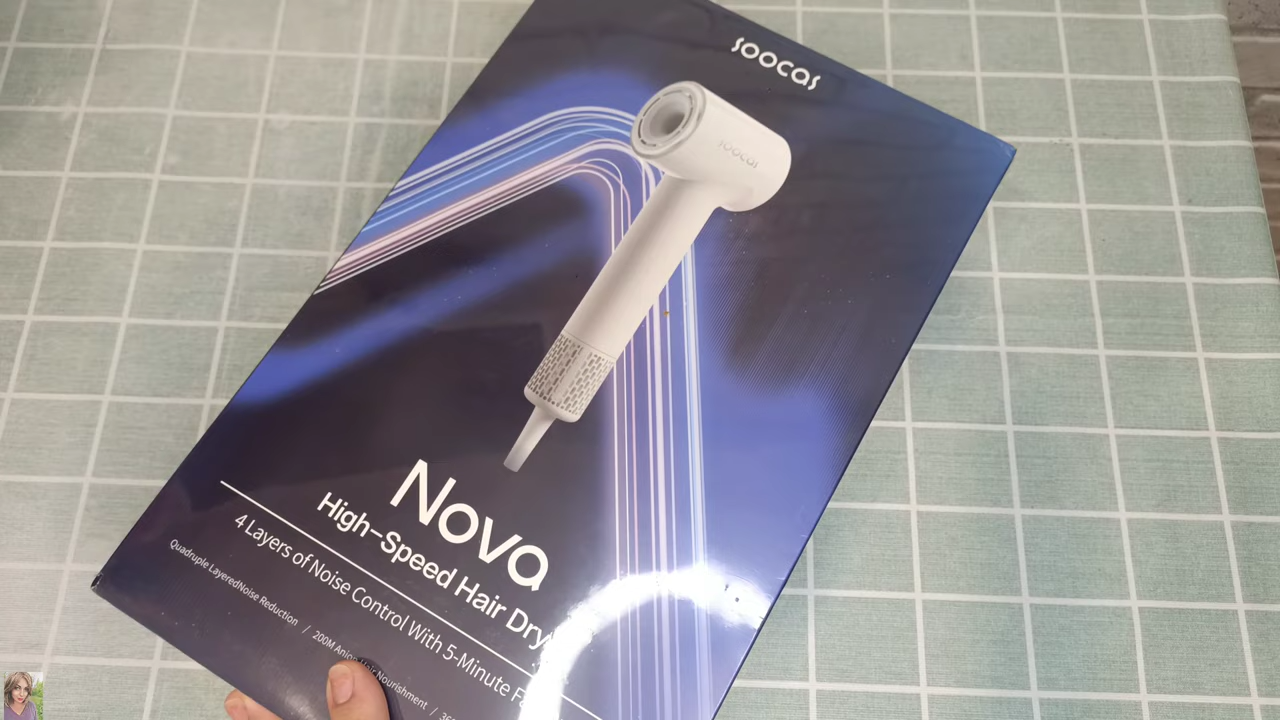 soocas
soocas
Nova
High-Speed Hair
4 Layers of Noise Control With 5-Minute
Quadruple LayeredNoise Reduction / 200M Anion Hair Nourishment /